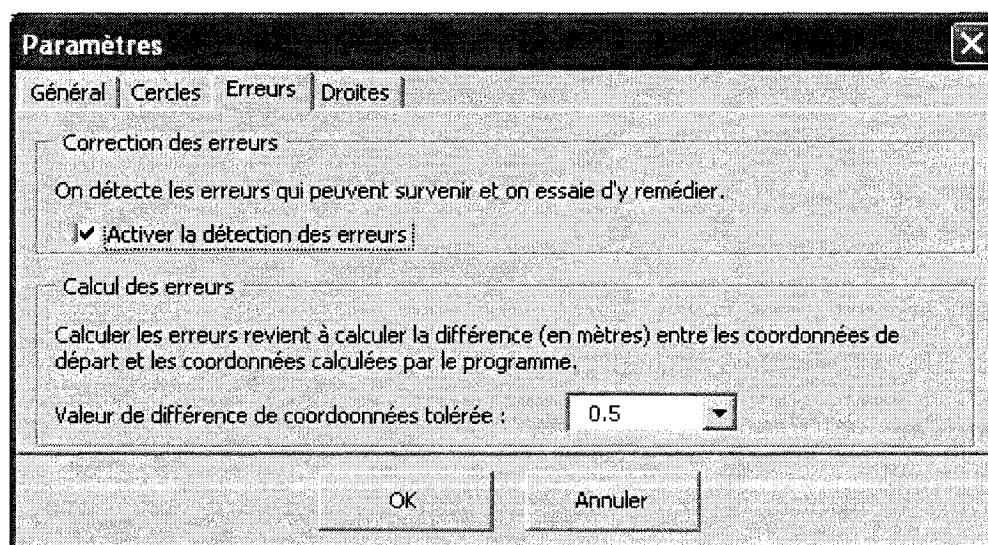 Paramètres
Général Cercles Erreurs Droites
Correction des erreurs
On détecte les erreurs qui peuvent survenir et on essaie d'y remédier.
Activer la détection des erreurs
Calcul des erreurs
Calculer les erreurs revient à calculer la différence (en mètres) entre les coordonnées de
départ et les coordonnées calculées par le programme.
Valeur de différence de coordoonnées tolérée : 0.5
OK Annuler